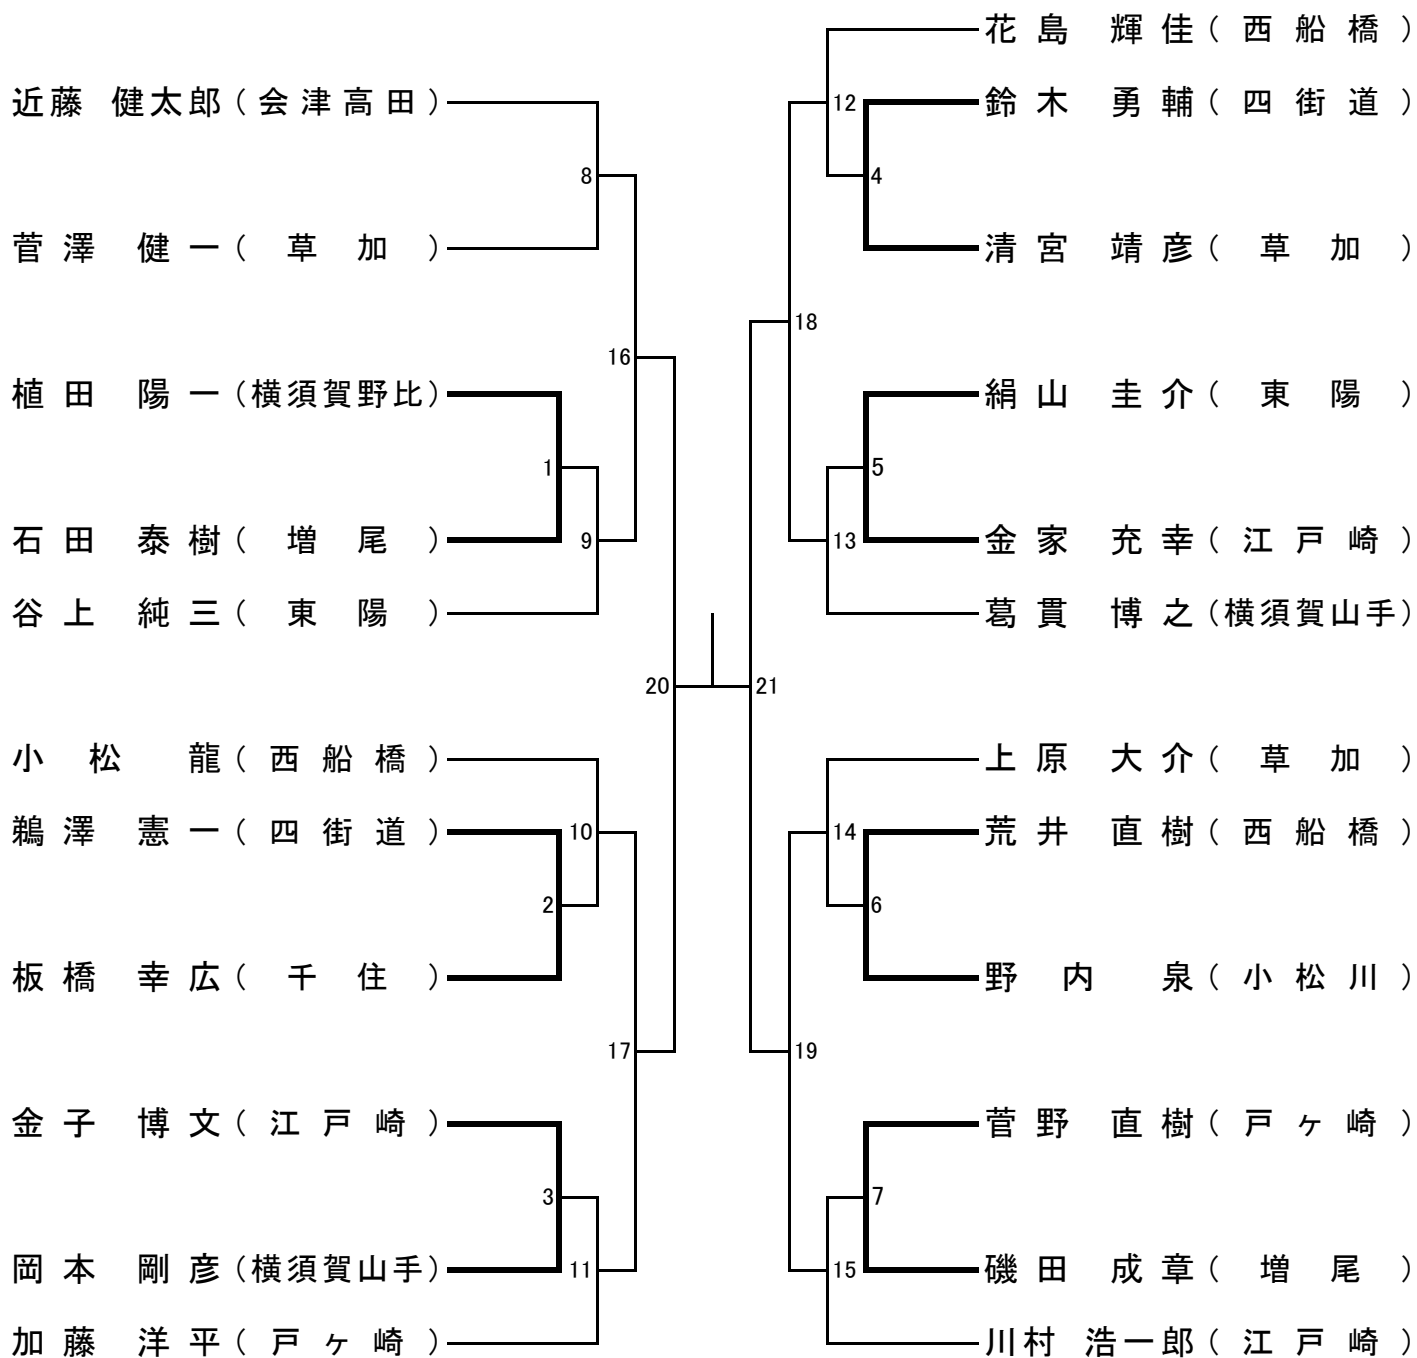 花島 輝佳(西船橋)
近藤 健太郎(会津高田)
12
鈴木 勇輔(四街道)
8
4
菅澤 健一(草加)
清宮 靖彦(草加)
18
16
植田 陽一(横須賀野比)
絹山 圭介(東陽)
1
5
石田 泰樹(増尾)
9
13
金家 充幸(江戸崎)
谷上 純三(東陽)
葛貫 博之(横須賀山手)
20
21
小松 龍(西船橋)
上原 大介(草加)
鵜澤 憲一(四街道)
10
14
荒井 直樹(西船橋)
2
6
板橋 幸広(千住)
野内 泉(小松川)
17
19
金子 博文(江戸崎)
菅野 直樹(戸ヶ崎)
3
7
岡本 剛彦(横須賀山手)
11
15
磯田 成章(増尾)
加藤 洋平(戸ヶ崎)
川村 浩一郎(江戸崎)